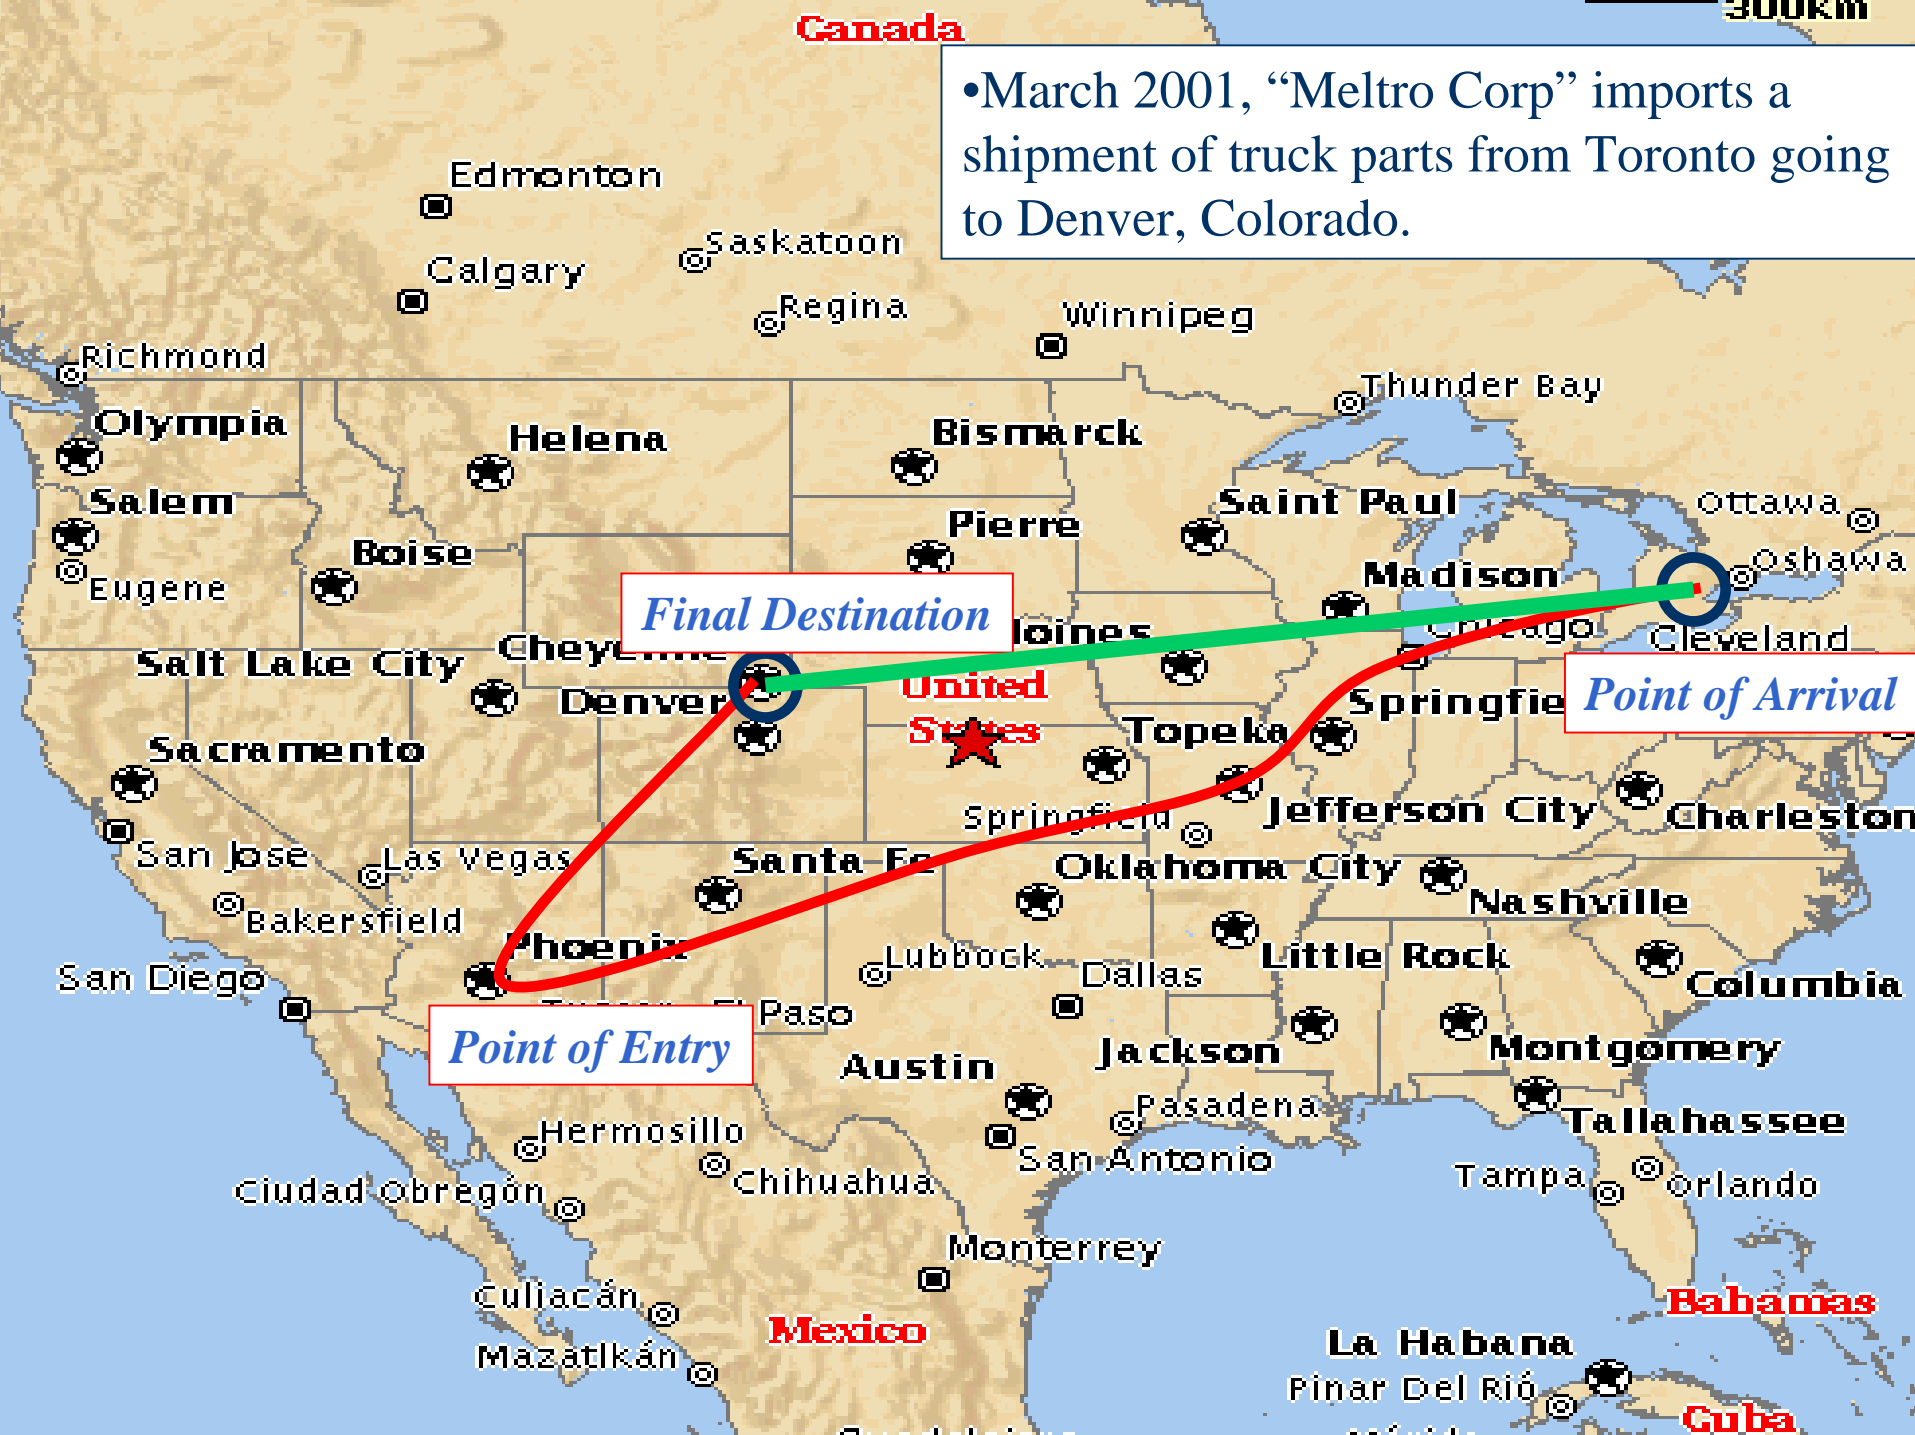 Canada
300km
•March 2001, “Meltro Corp” imports a
shipment of truck parts from Toronto going
to Denver, Colorado.
Edmonton
Saskatoon
Calgary
Regina
Winnipeg
Richmond
Thunder Bay
Olympia
Helena
Bismarck
Salem
Saint Paul
Ottawa
Pierre
Boise
Oshawa
Eugene
Madison
Final Destination
Chicago
Cleveland
Salt Lake City
Cheyenne
Denver
United
States
Springfie
Point of Arrival
Sacramento
Topeka
Springfield
Jefferson City
Charleston
San Jose
Las Vegas
Santa Fe
Oklahoma City
Nashville
Bakersfield
Phoenix
Lubbock
Little Rock
San Diego
Dallas
Columbia
El Paso
Point of Entry
Austin
Jackson
Montgomery
Pasadena
Tallahassee
Hermosillo
San Antonio
Chihuahua
Tampa
Orlando
Ciudad Obregón
Monterrey
Culiacán
Bahamas
Mexico
La Habana
Mazatlkán
Pinar Del Rió
Cuba